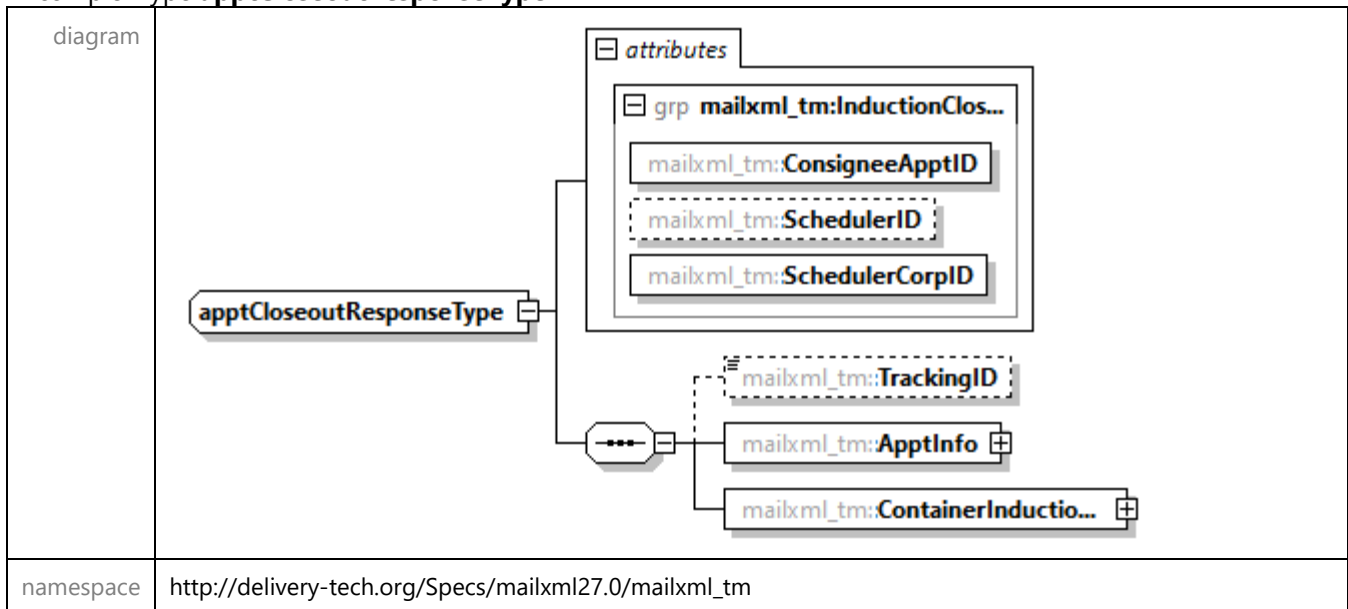 diagram
attributes
grp mailxml_tm:InductionClos...
mailxml_tm:ConsigneeApptID
mailxml_tm:SchedulerID
mailxml_tm:SchedulerCorpID
apptCloseoutResponseType
mailxml_tm:TrackingID
mailxml_tm:ApptInfo
mailxml_tm:ContainerInductio...
namespace http://delivery-tech.org/Specs/mailxml27.0/mailxml_tm